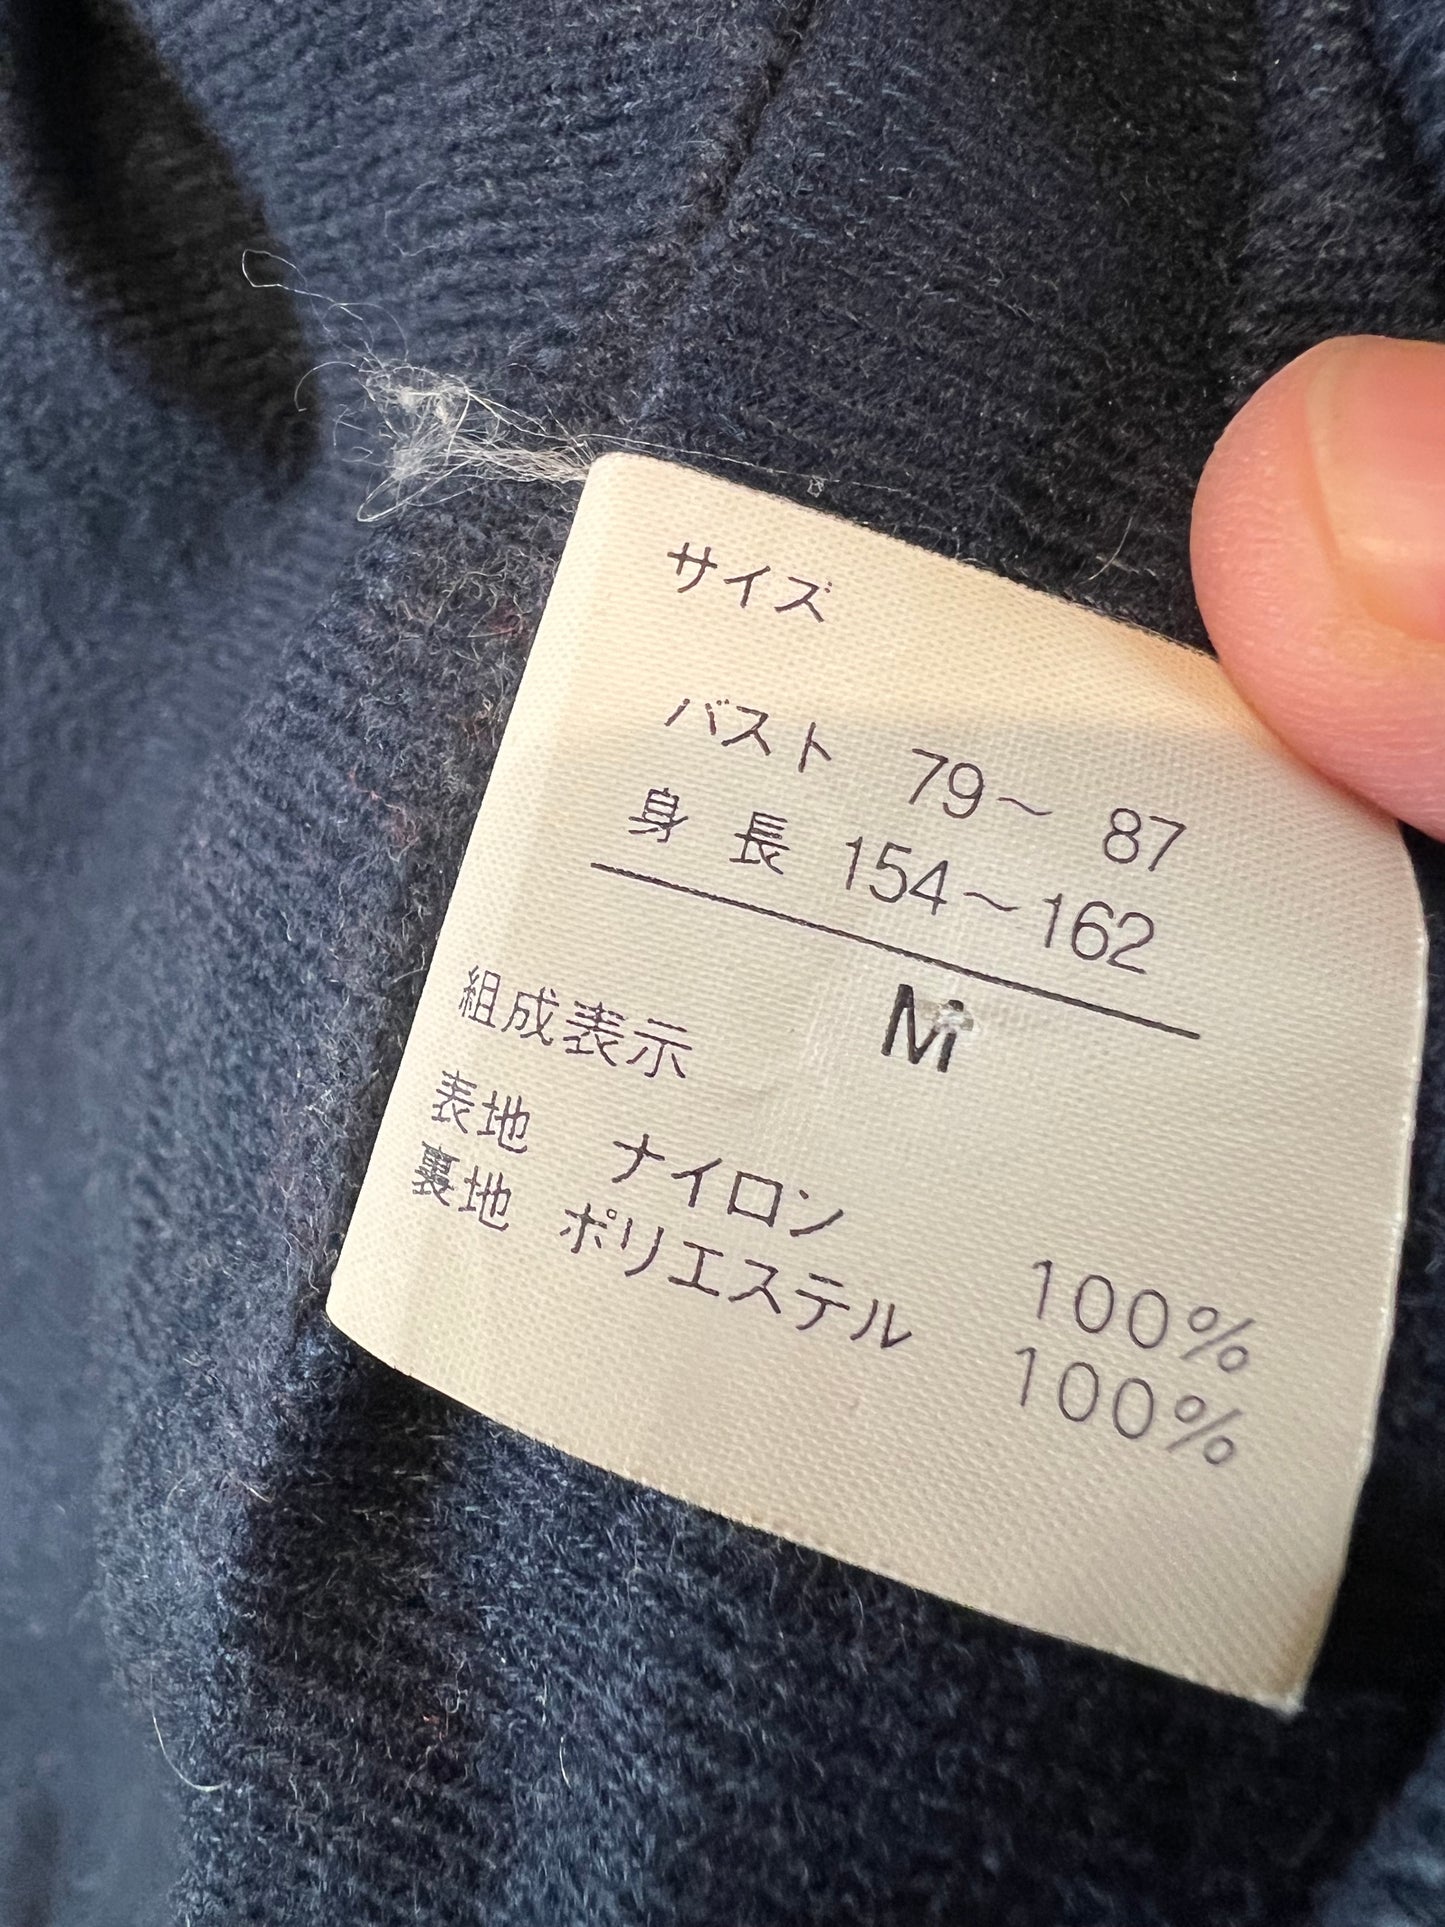 サイズ
バスト 79〜 87
身 長 154〜162
M
組成表示
表地 ナイロン 100%
裏地 ポリエステル 100%